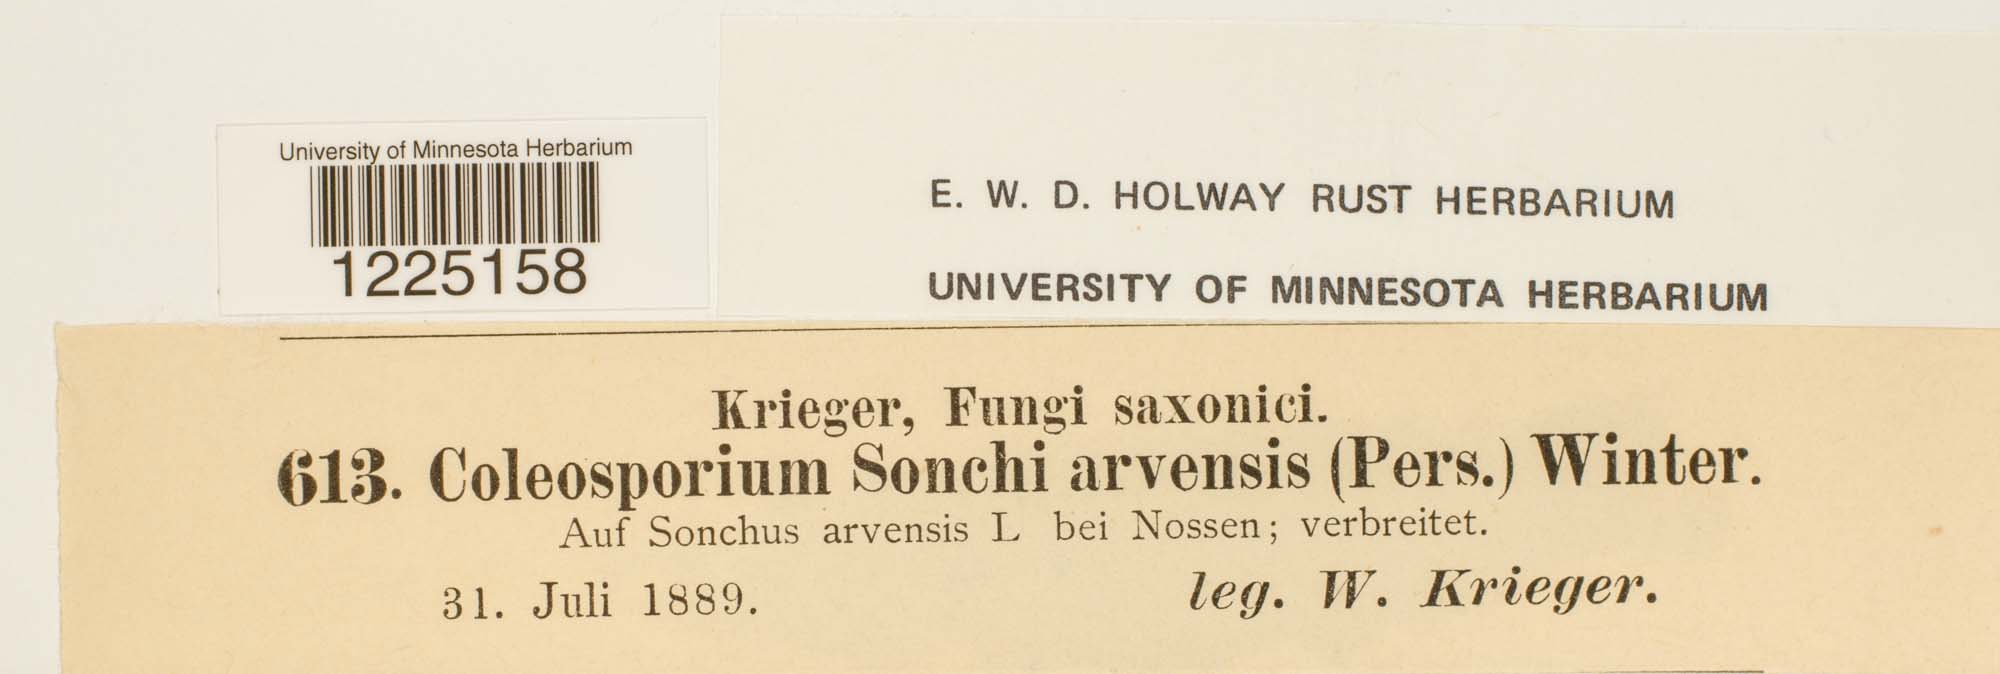 University of Minnesota Herbarium
1225158
E. W. D. HOLWAY RUST HERBARIUM
UNIVERSITY OF MINNESOTA HERBARIUM
Krieger, Fungi saxonici.
613. Coleosporium Sonchi arvensis (Pers.) Winter.
Auf Sonchus arvensis L bei Nossen; verbreitet.
31. Juli 1889.
leg. W. Krieger.